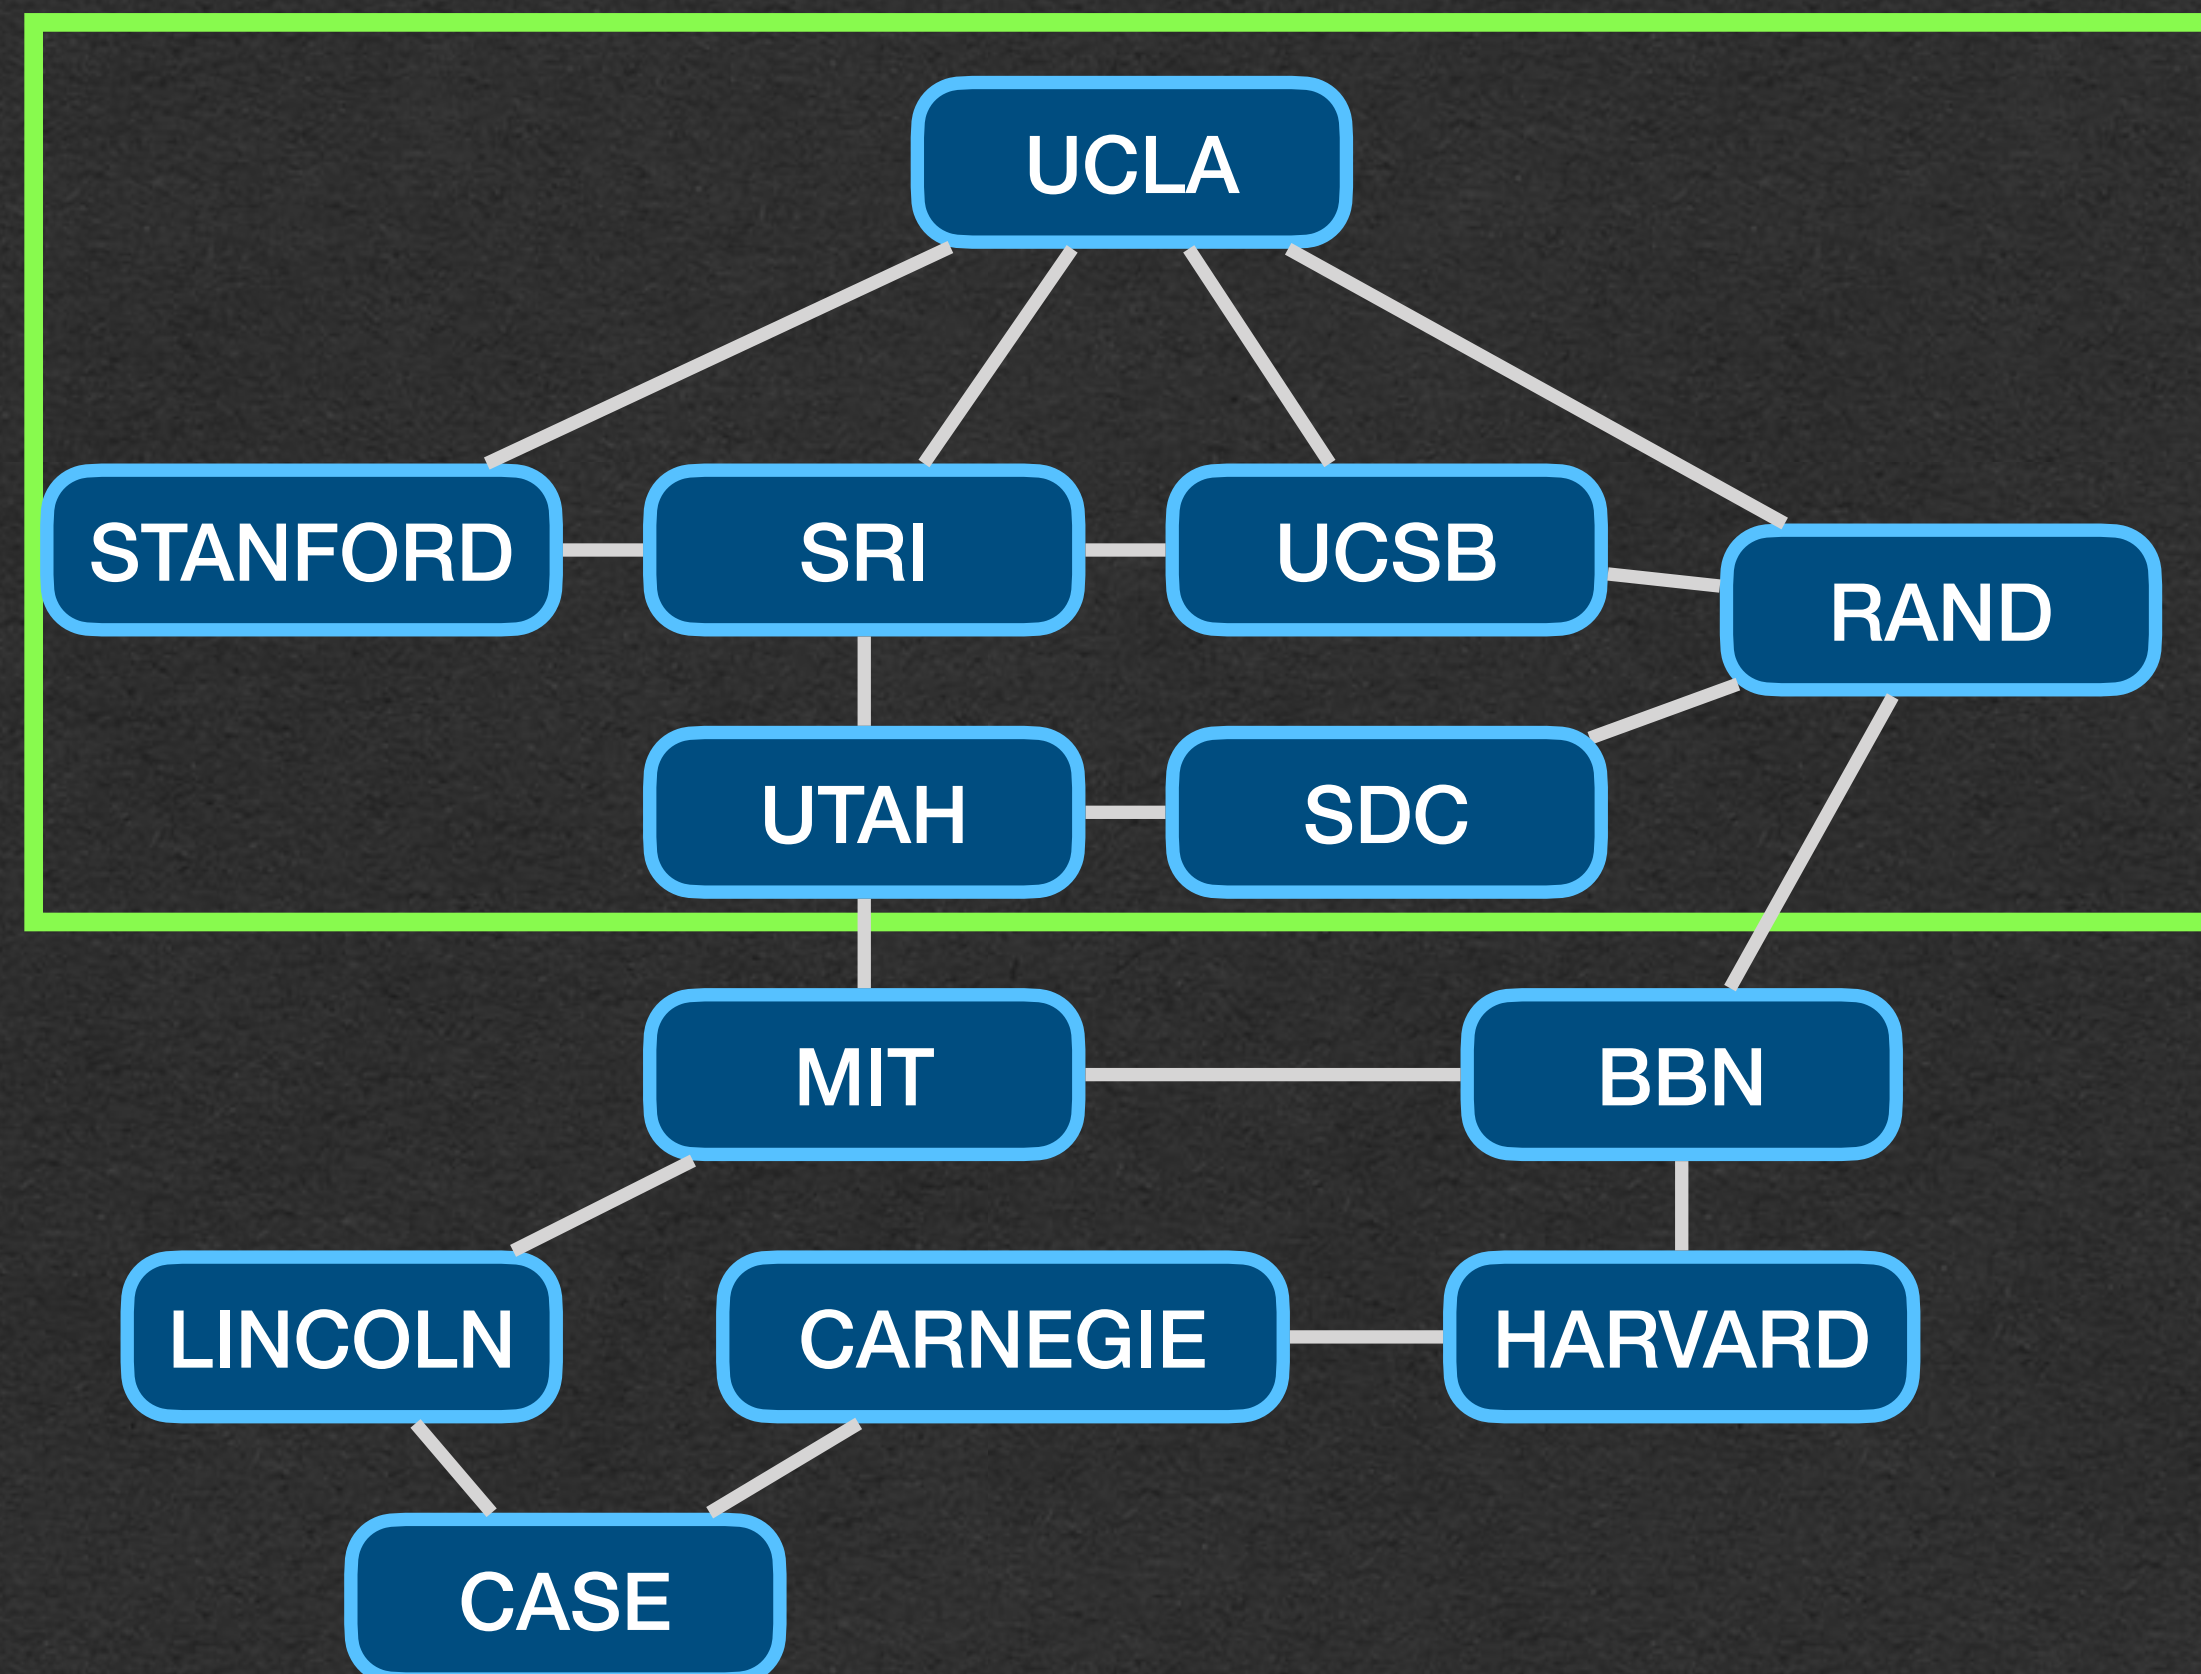 UCLA
STANFORD
SRI
UCSB
RAND
UTAH
SDC
MIT
BBN
LINCOLN
CARNEGIE
HARVARD
CASE